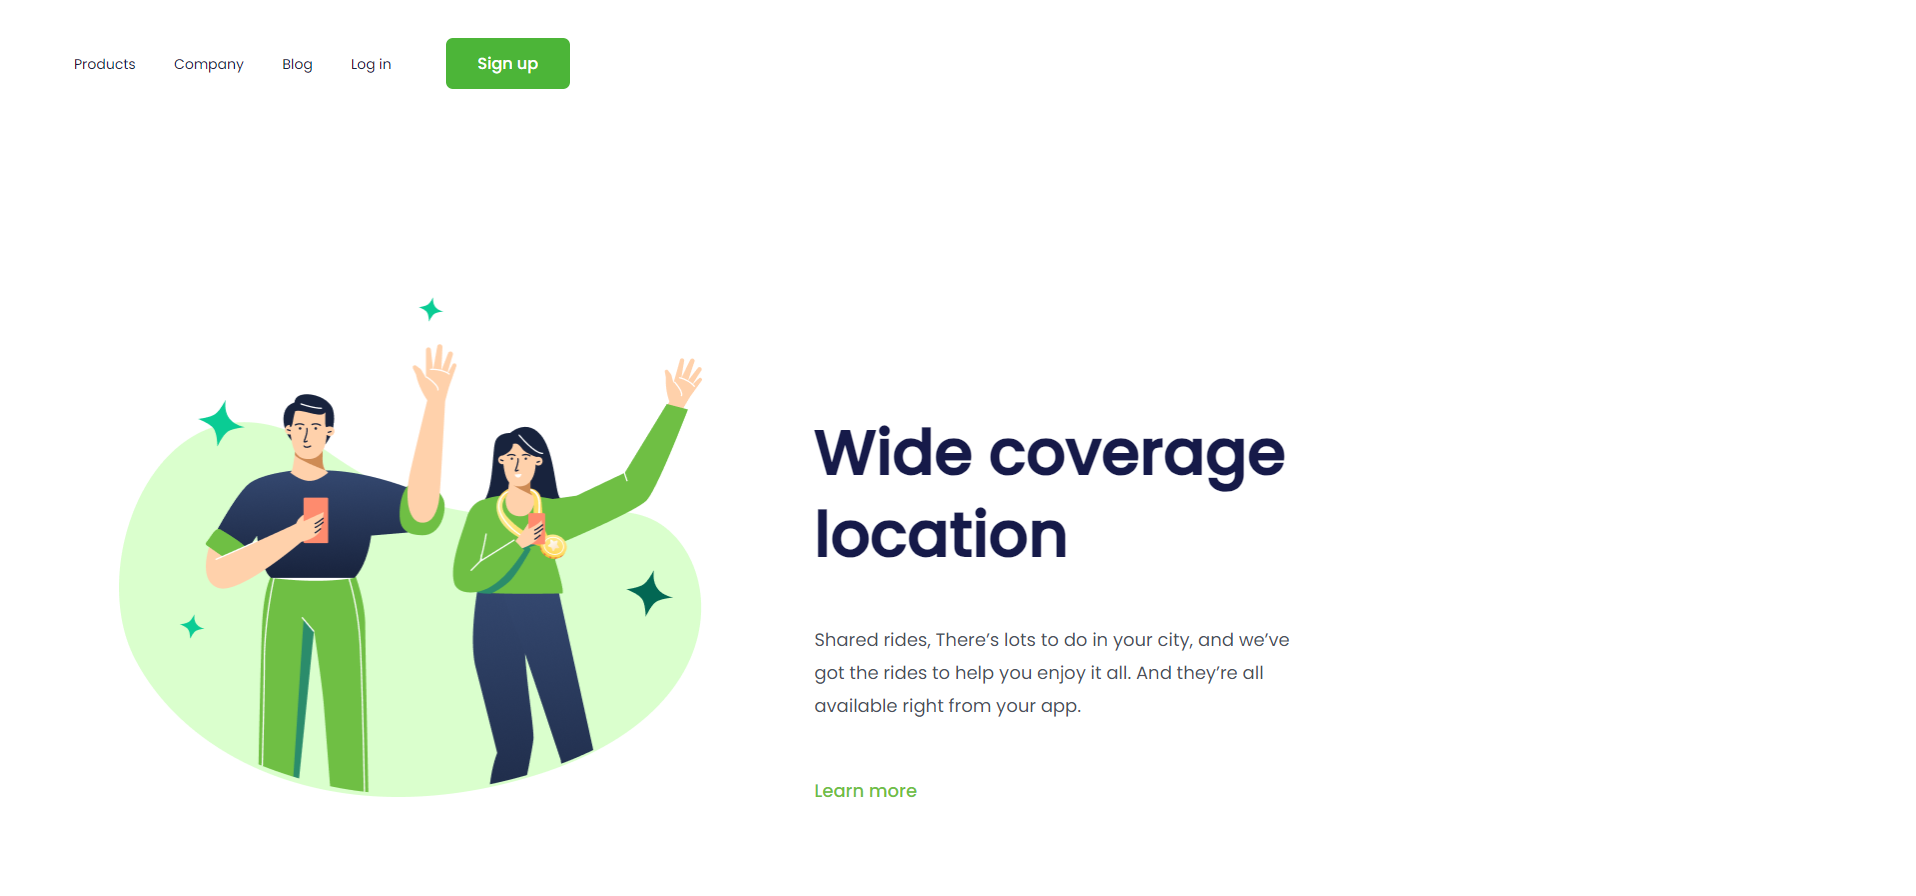 Products Company Blog Log in Sign up
Wide coverage
location
Shared rides, There’s lots to do in your city, and we’ve
got the rides to help you enjoy it all. And they’re all
available right from your app.
Learn more